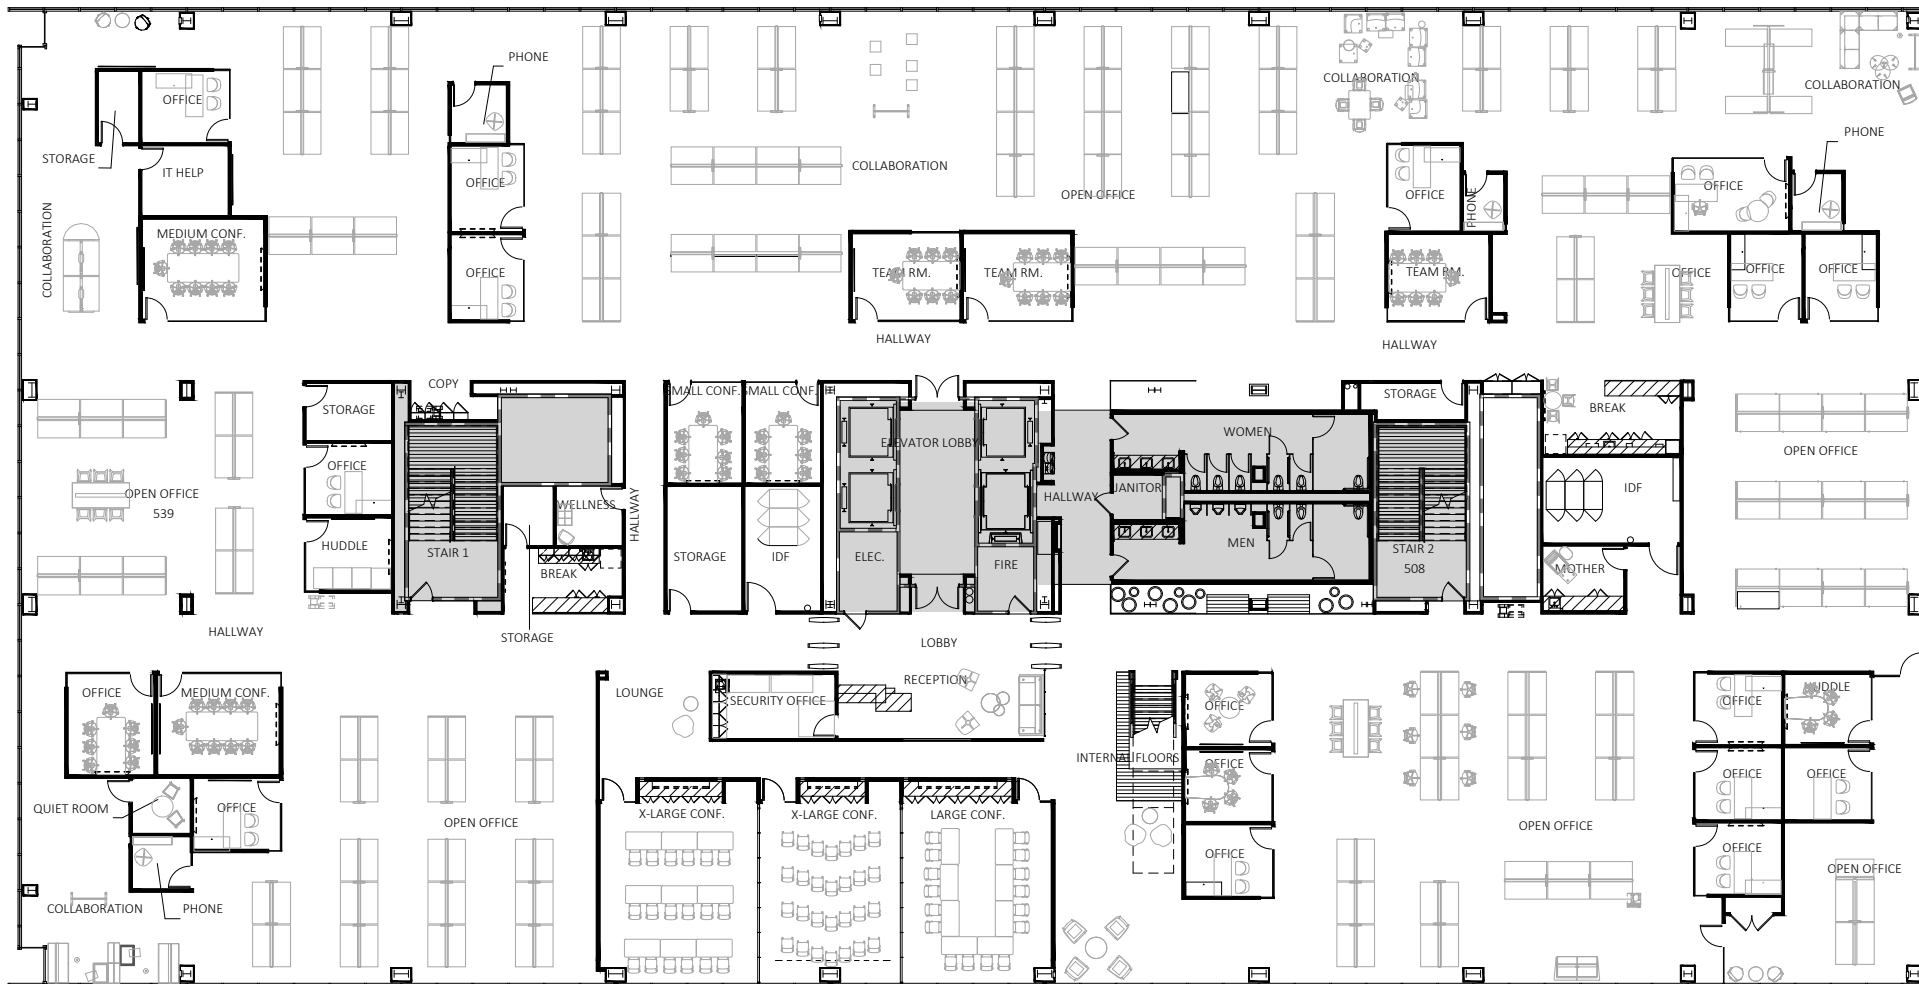 PHONE
COLLABORATION
COLLABORATION
OFFICE
STORAGE
IT HELP
PHONE
COLLABORATION
OFFICE
OPEN OFFICE
OFFICE
PHONE
OFFICE
COLLABORATION
MEDIUM CONF.
OFFICE
TEAM RM.
TEAM RM.
TEAM RM.
OFFICE
OFFICE
OFFICE
HALLWAY
HALLWAY
COPY
SMALL CONF.
SMALL CONF.
STORAGE
STORAGE
BREAK
ELEVATOR LOBBY
WOMEN
OPEN OFFICE
OFFICE
OPEN OFFICE
539
WELLNESS
HALLWAY
HALLWAY
JANITOR
IDF
HUDDLE
STAIR 1
STORAGE
IDF
ELEC.
FIRE
MEN
STAIR 2
508
BREAK
MOTHER
HALLWAY
STORAGE
LOBBY
OFFICE
MEDIUM CONF.
LOUNGE
SECURITY OFFICE
RECEPTION
OFFICE
OFFICE
HUDDLE
INTERNAL FLOORS
OFFICE
OFFICE
OFFICE
QUIET ROOM
OFFICE
OPEN OFFICE
X-LARGE CONF.
X-LARGE CONF.
LARGE CONF.
OPEN OFFICE
OFFICE
OFFICE
OPEN OFFICE
COLLABORATION
PHONE